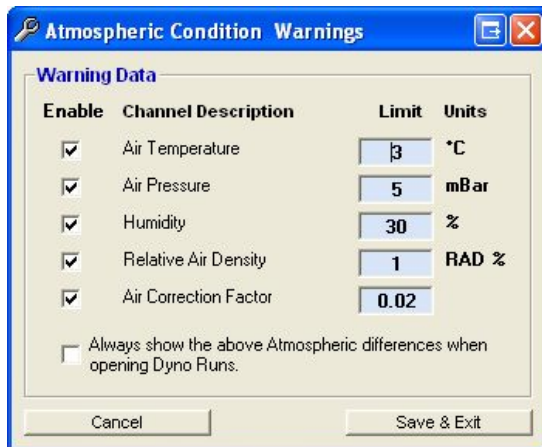 Atmospheric Condition Warnings
Warning Data
Enable Channel Description Limit Units
Air Temperature 3 °C
Air Pressure 5 mBar
Humidity 30 %
Relative Air Density 1 RAD %
Air Correction Factor 0.02
Always show the above Atmospheric differences when
opening Dyno Runs.
Cancel Save & Exit